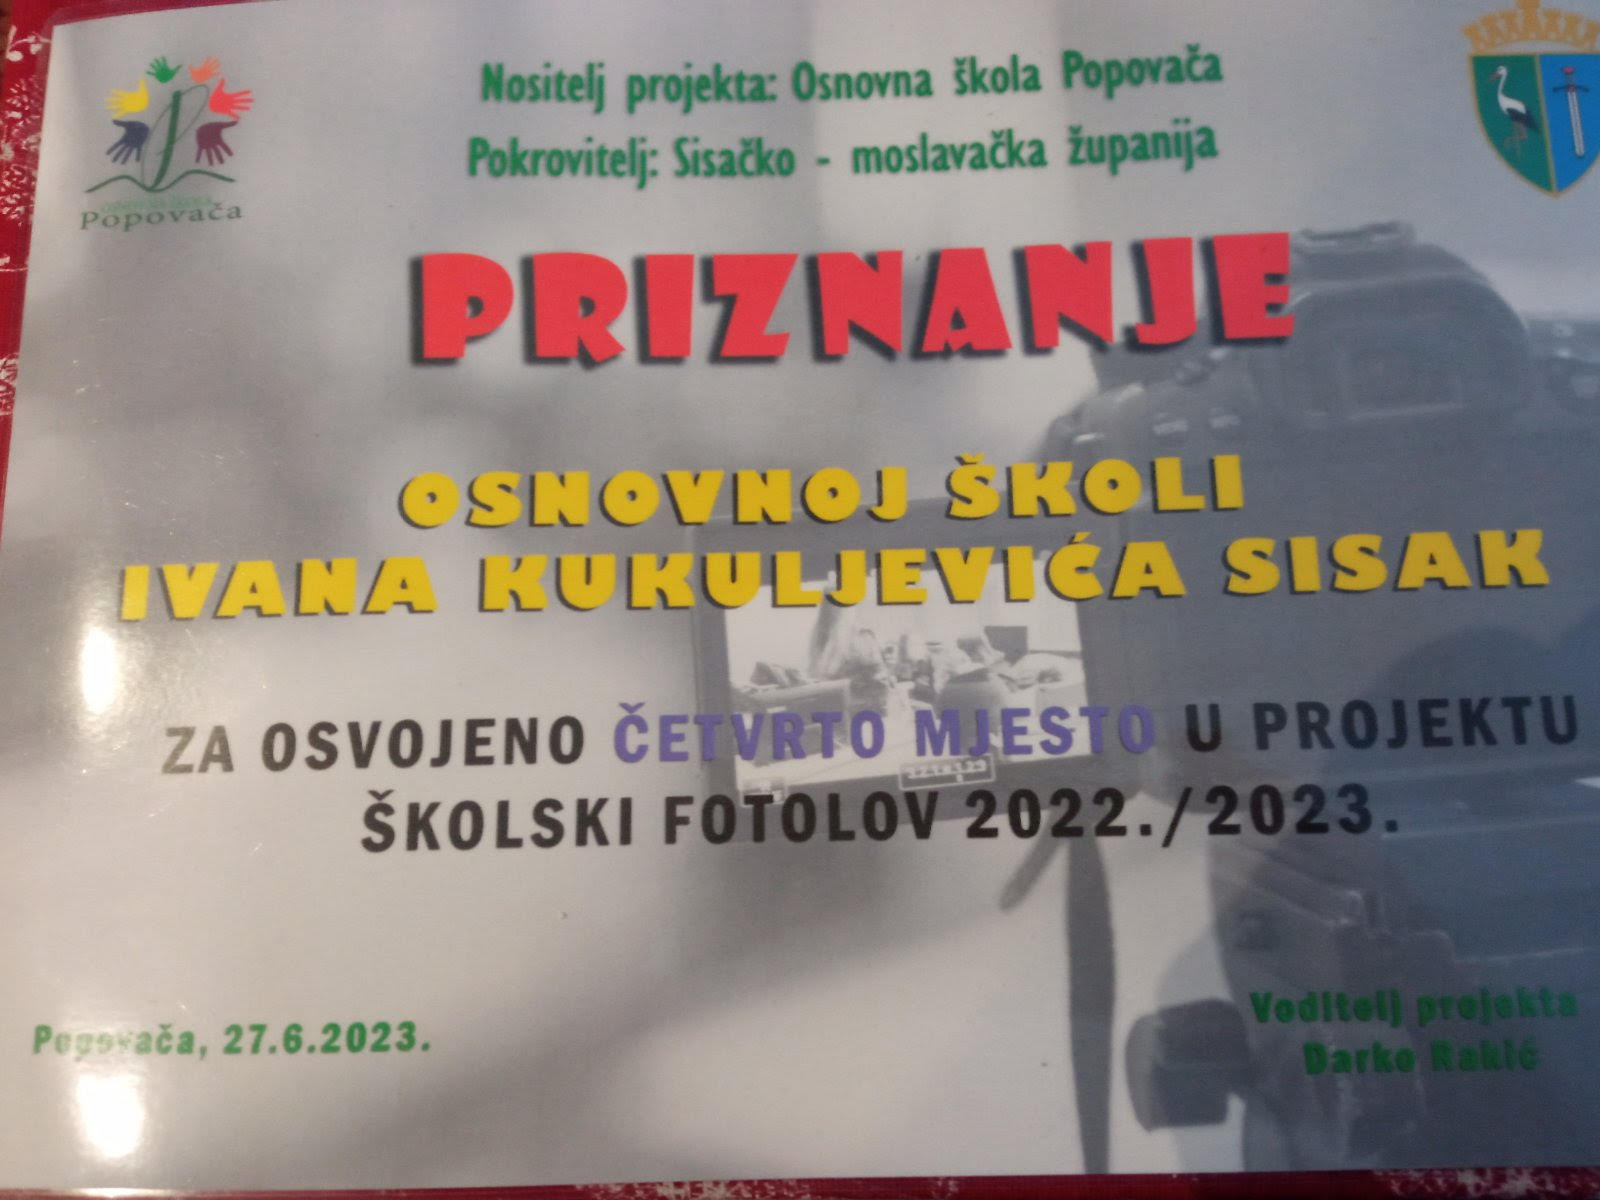 Nositelj projekta: Osnovna škola Popovača
Pokrovitelj: Sisačko - moslavačka županija
Popovača
PRIZNANJE
OSNOVNOJ ŠKOLI
IVANA KUKULJEVIĆA SISAK
ZA OSVOJENO ČETVRTO MJESTO U PROJEKTU
ŠKOLSKI FOTOLOV 2022./2023.
Popovača, 27.6.2023.
Voditelj projekta
Darko Rakić